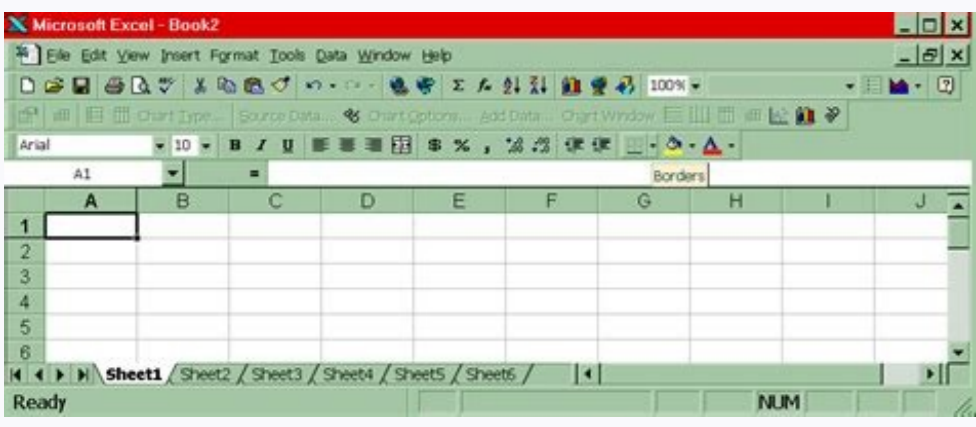 Microsoft Excel - Book2
File Edit View Insert Format Tools Data Window Help
100%
Chart Type... Source Data... Chart Options... Add Data... Chart Window
Arial 10 B I U $ % ,
A1 =
Borders
A B C D E F G H I J
1
2
3
4
5
6
Sheet1 Sheet2 Sheet3 Sheet4 Sheet5 Sheet6
Ready NUM